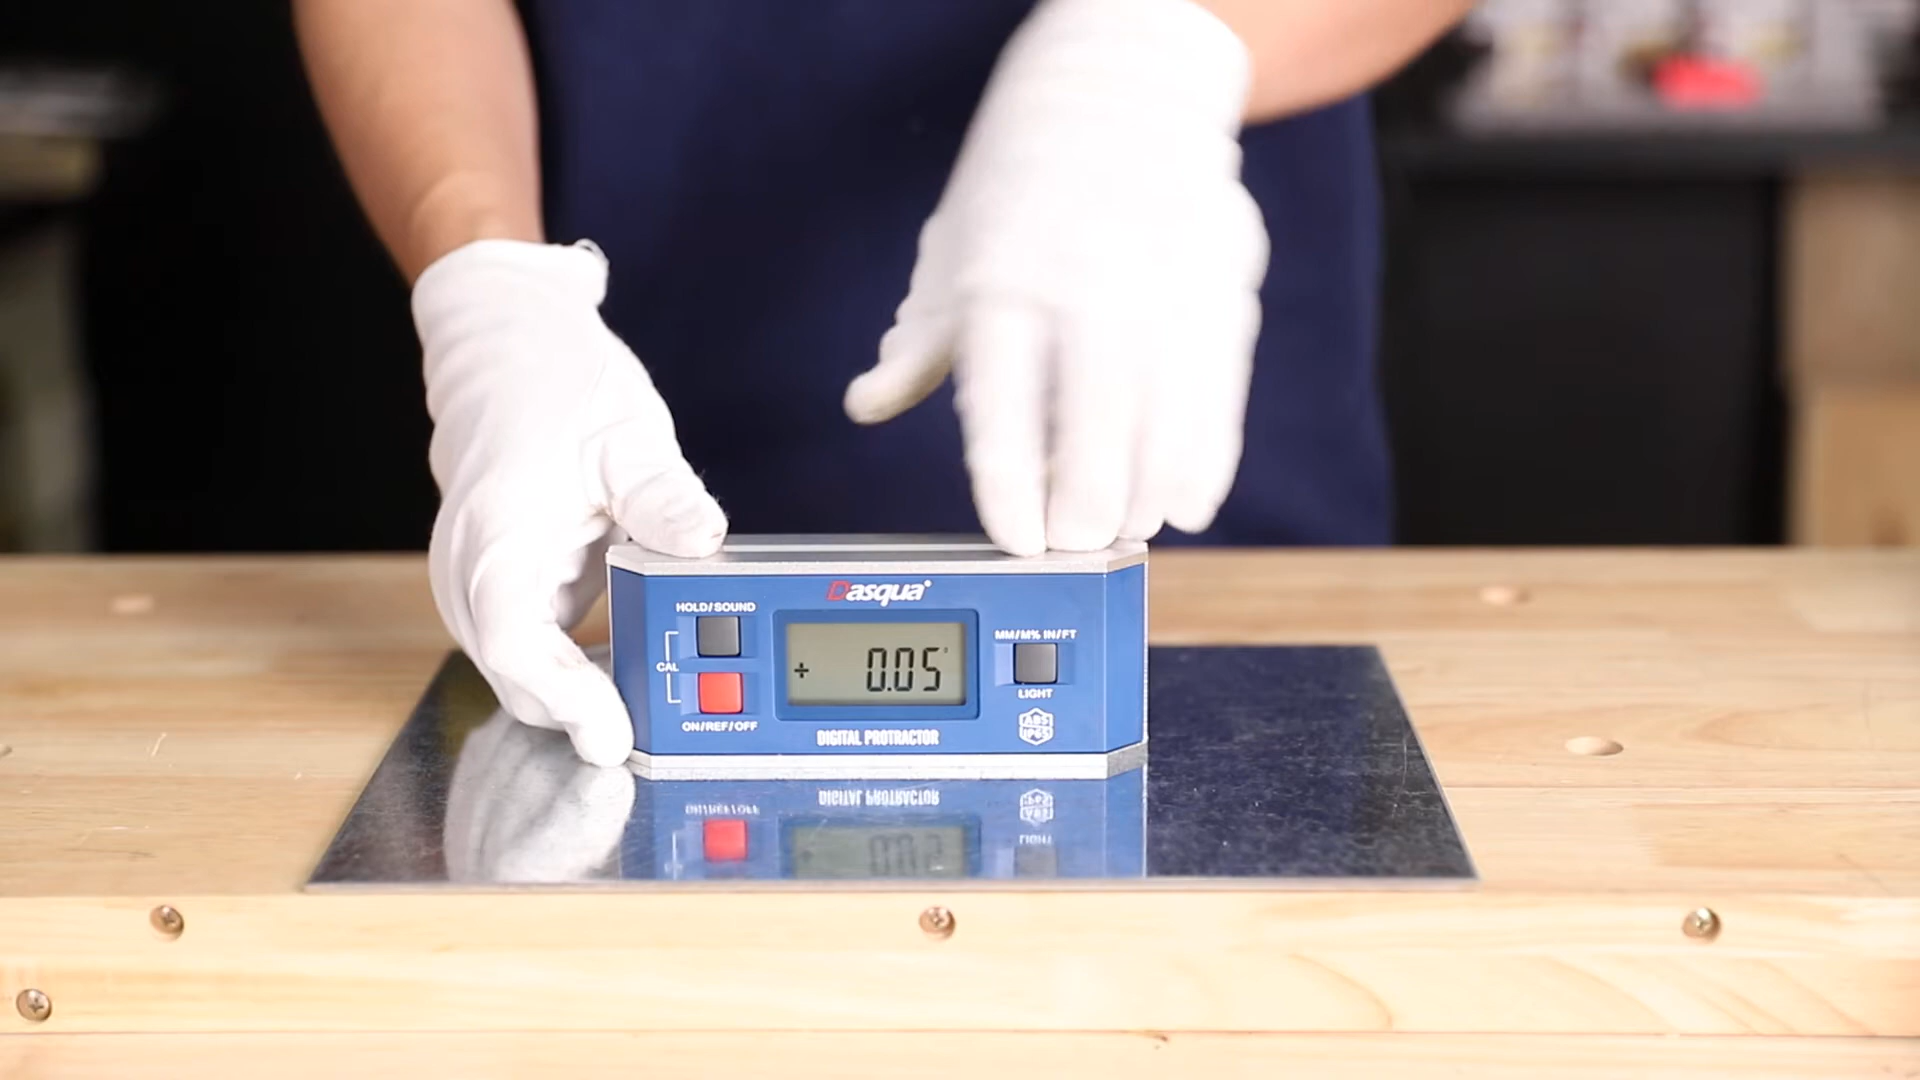 Dasqua®
HOLD/SOUND
CAL
ON/REF/OFF
+ 0.05°
MM/M% IN/FT
LIGHT
ABS
IP65
DIGITAL PROTRACTOR